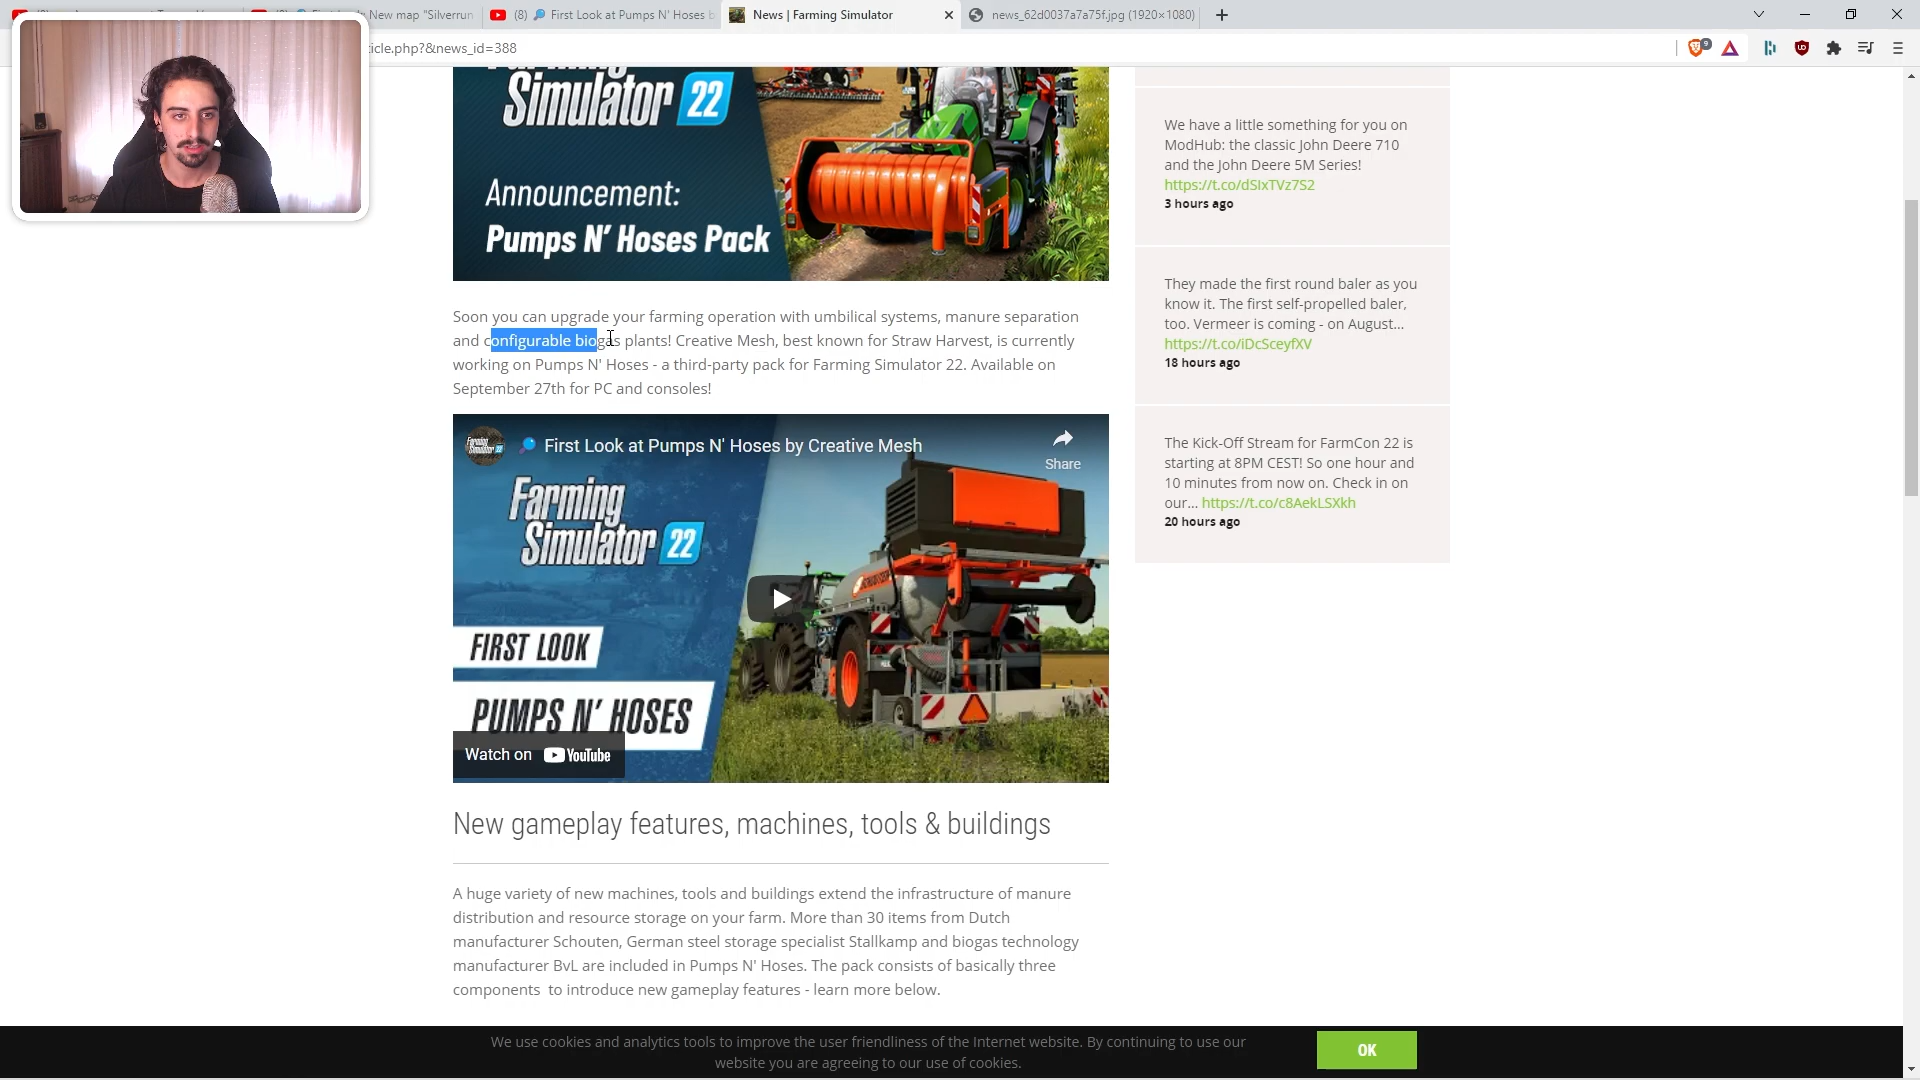 New map "Silverrun
(8) 🔎 First Look at Pumps N' Hoses b
News | Farming Simulator
news_62d0037a7a75f.jpg (1920×1080)
ticle.php?&news_id=388
9
Simulator 22
Announcement:
Pumps N' Hoses Pack
Soon you can upgrade your farming operation with umbilical systems, manure separation
and configurable biogas plants! Creative Mesh, best known for Straw Harvest, is currently
working on Pumps N' Hoses - a third-party pack for Farming Simulator 22. Available on
September 27th for PC and consoles!
🔎 First Look at Pumps N' Hoses by Creative Mesh
Share
Farming
Simulator 22
FIRST LOOK
PUMPS N' HOSES
Watch on YouTube
New gameplay features, machines, tools & buildings
A huge variety of new machines, tools and buildings extend the infrastructure of manure
distribution and resource storage on your farm. More than 30 items from Dutch
manufacturer Schouten, German steel storage specialist Stallkamp and biogas technology
manufacturer BvL are included in Pumps N' Hoses. The pack consists of basically three
components to introduce new gameplay features - learn more below.
We have a little something for you on
ModHub: the classic John Deere 710
and the John Deere 5M Series!
https://t.co/dSIxTVz7S2
3 hours ago
They made the first round baler as you
know it. The first self-propelled baler,
too. Vermeer is coming - on August...
https://t.co/iDcSceyfXV
18 hours ago
The Kick-Off Stream for FarmCon 22 is
starting at 8PM CEST! So one hour and
10 minutes from now on. Check in on
our... https://t.co/c8AekLSXkh
20 hours ago
We use cookies and analytics tools to improve the user friendliness of the Internet website. By continuing to use our
website you are agreeing to our use of cookies.
OK